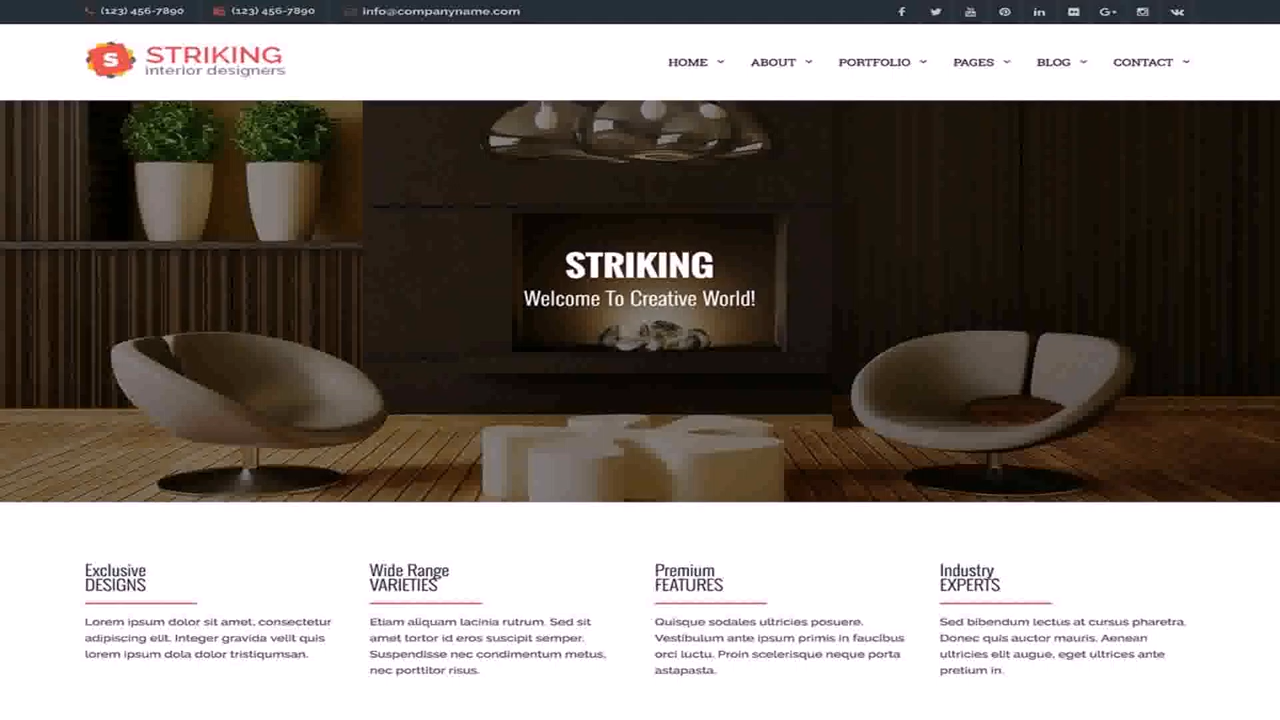 (123) 456-7890 (123) 456-7890 info@companyname.com
S STRIKING
interior designers
HOME ABOUT PORTFOLIO PAGES BLOG CONTACT
STRIKING
Welcome To Creative World!
Exclusive
DESIGNS
Lorem ipsum dolor sit amet, consectetur
adipiscing elit. Integer gravida velit quis
lorem ipsum dola dolor tristiqumsan.
Wide Range
VARIETIES
Etiam aliquam lacinia rutrum. Sed sit
amet tortor id eros suscipit semper.
Suspendisse nec condimentum metus,
nec porttitor risus.
Premium
FEATURES
Quisque sodales ultricies posuere.
Vestibulum ante ipsum primis in faucibus
orci luctu. Proin scelerisque neque porta
astapasta.
Industry
EXPERTS
Sed bibendum lectus at cursus pharetra.
Donec quis auctor mauris. Aenean
ultricies elit augue, eget ultrices ante
pretium in.